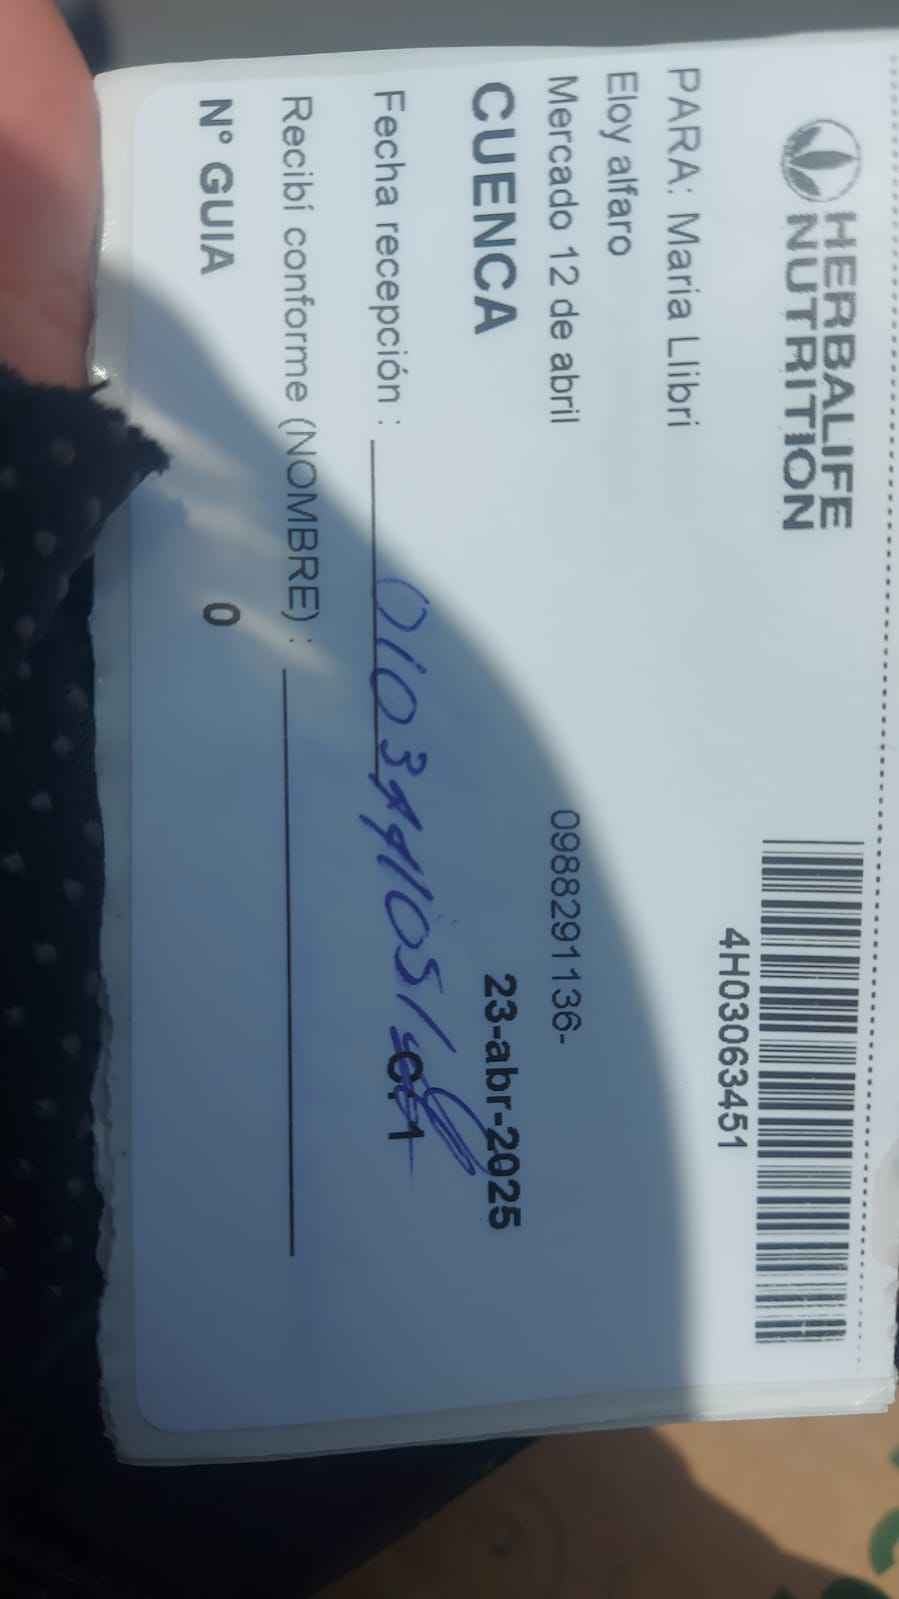 HERBALIFE
NUTRITION
4H03063451
PARA: Maria Llibri
Eloy alfaro
Mercado 12 de abril
0988291136-
CUENCA
23-abr-2025
Fecha recepción :
C: 1
Recibí conforme (NOMBRE) :
N° GUIA 0